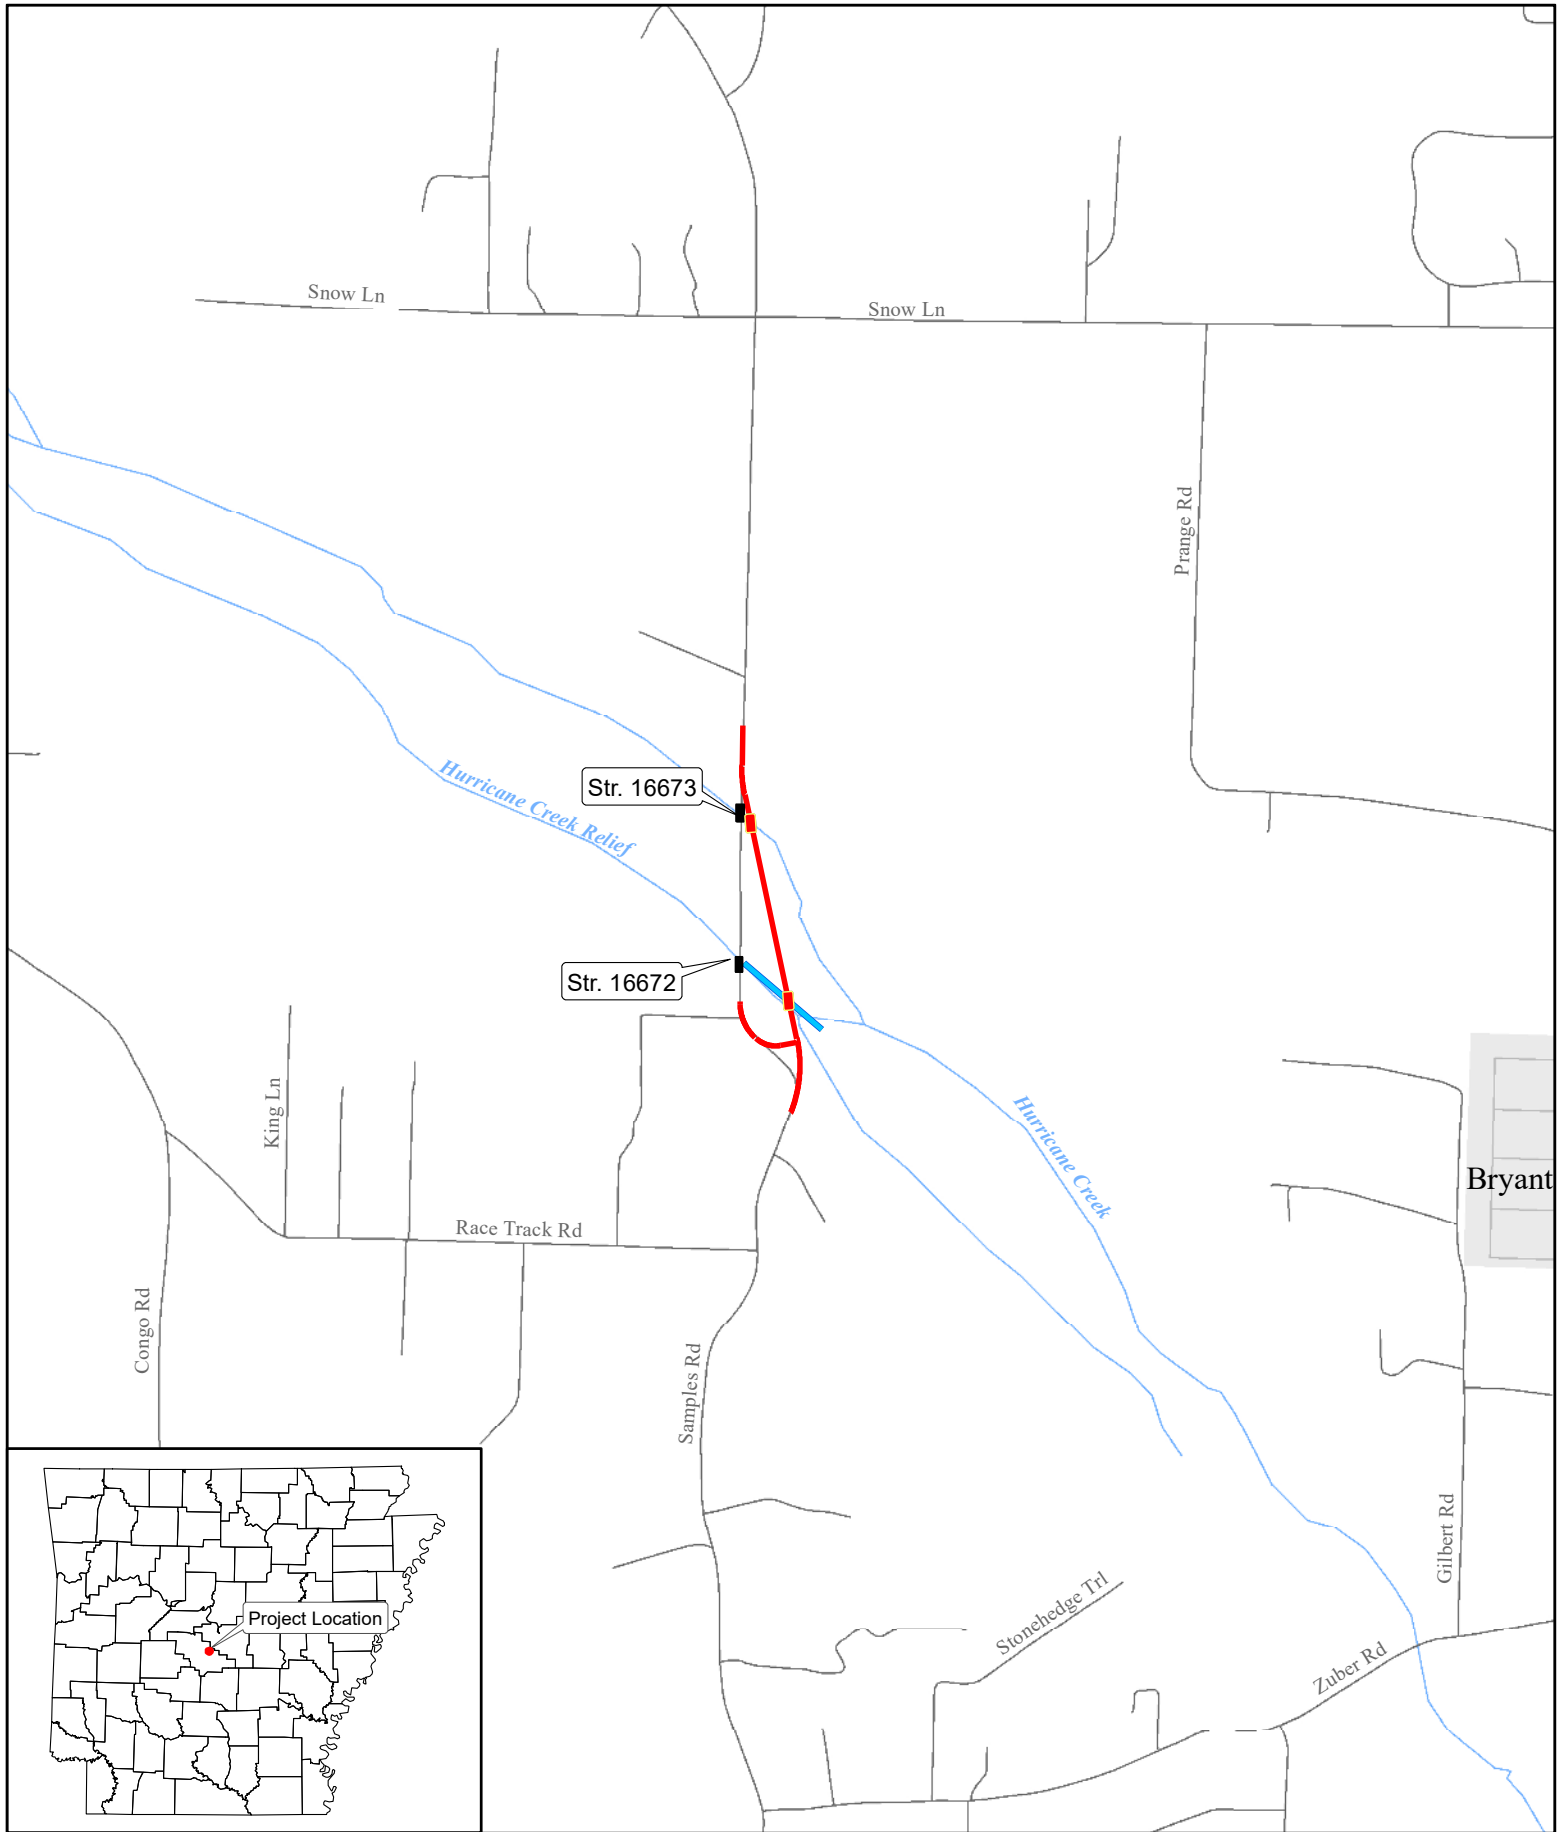 Snow Ln
Snow Ln
Prange Rd
Hurricane Creek Relief
Str. 16673
Str. 16672
King Ln
Hurricane Creek
Bryant
Race Track Rd
Congo Rd
Samples Rd
Gilbert Rd
Stonehedge Trl
Project Location
Zuber Rd